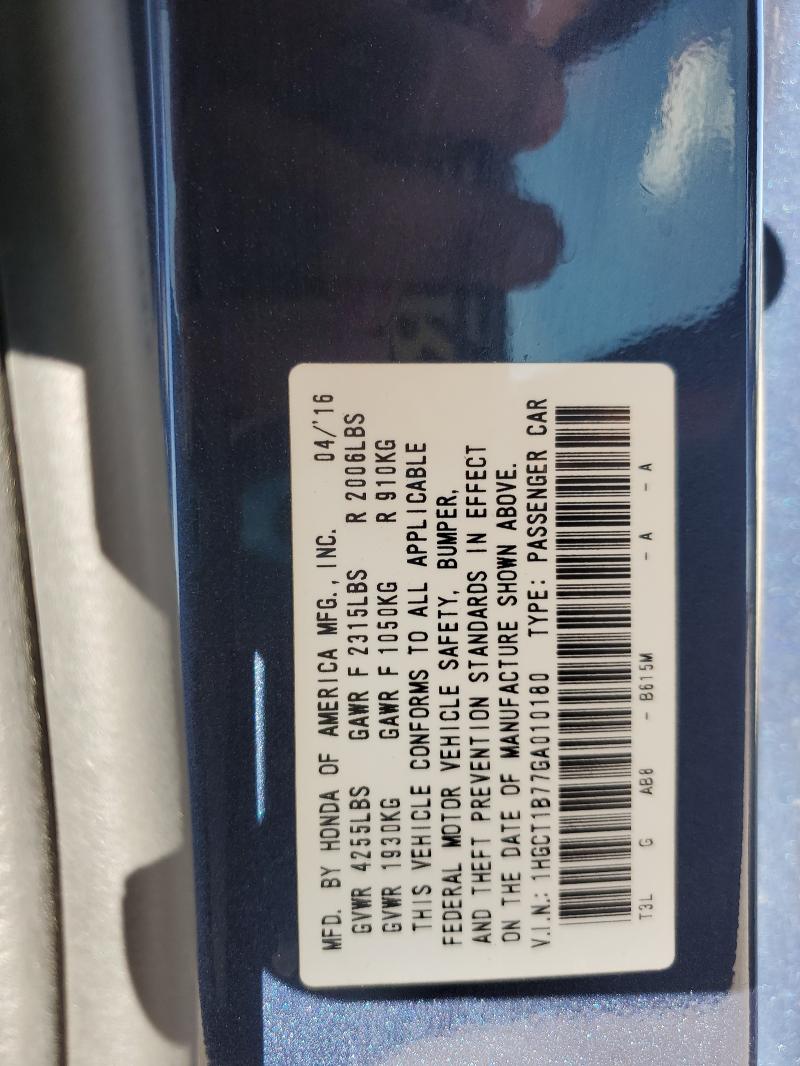 MFD. BY HONDA OF AMERICA MFG., INC. 04/'16
GVWR 4255LBS GAWR F 2315LBS R 2006LBS
GVWR 1930KG GAWR F 1050KG R 910KG
THIS VEHICLE CONFORMS TO ALL APPLICABLE
FEDERAL MOTOR VEHICLE SAFETY, BUMPER,
AND THEFT PREVENTION STANDARDS IN EFFECT
ON THE DATE OF MANUFACTURE SHOWN ABOVE.
V.I.N.: 1HGCT1B77GA010180 TYPE: PASSENGER CAR
T3L G AB8 - B615M - A - A